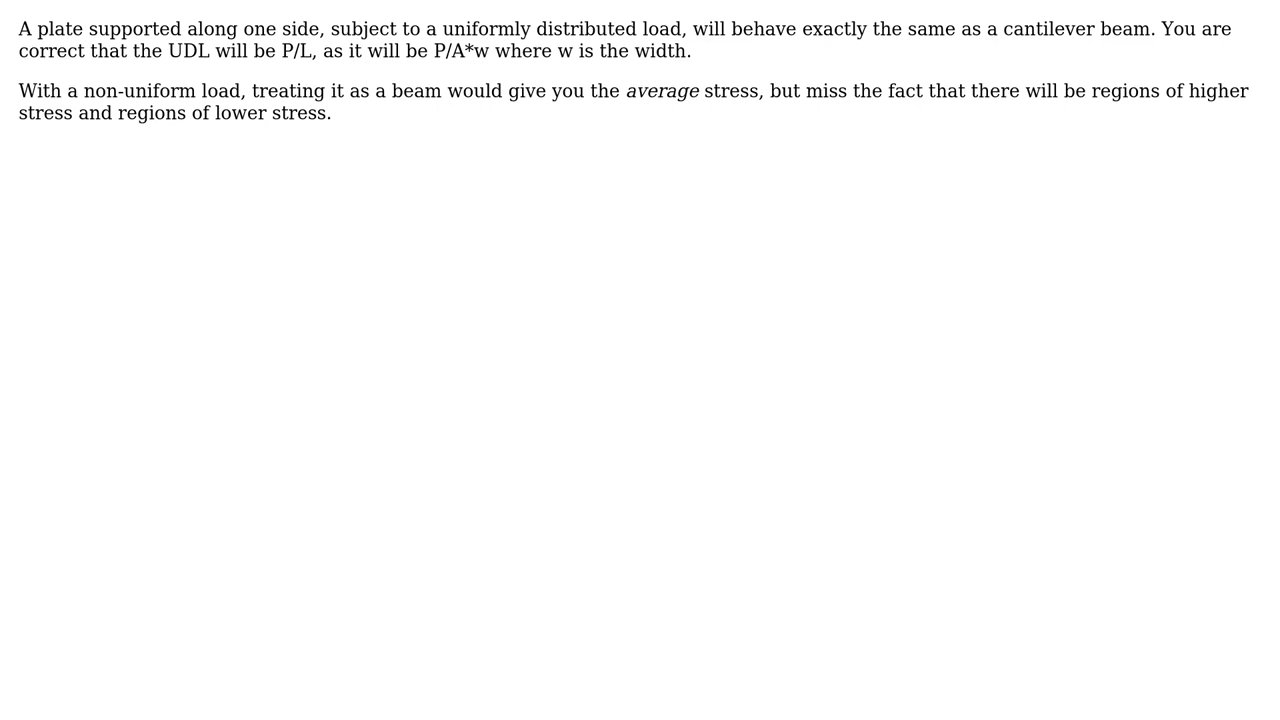 A plate supported along one side, subject to a uniformly distributed load, will behave exactly the same as a cantilever beam. You are
correct that the UDL will be P/L, as it will be P/A*w where w is the width.
With a non-uniform load, treating it as a beam would give you the average stress, but miss the fact that there will be regions of higher
stress and regions of lower stress.